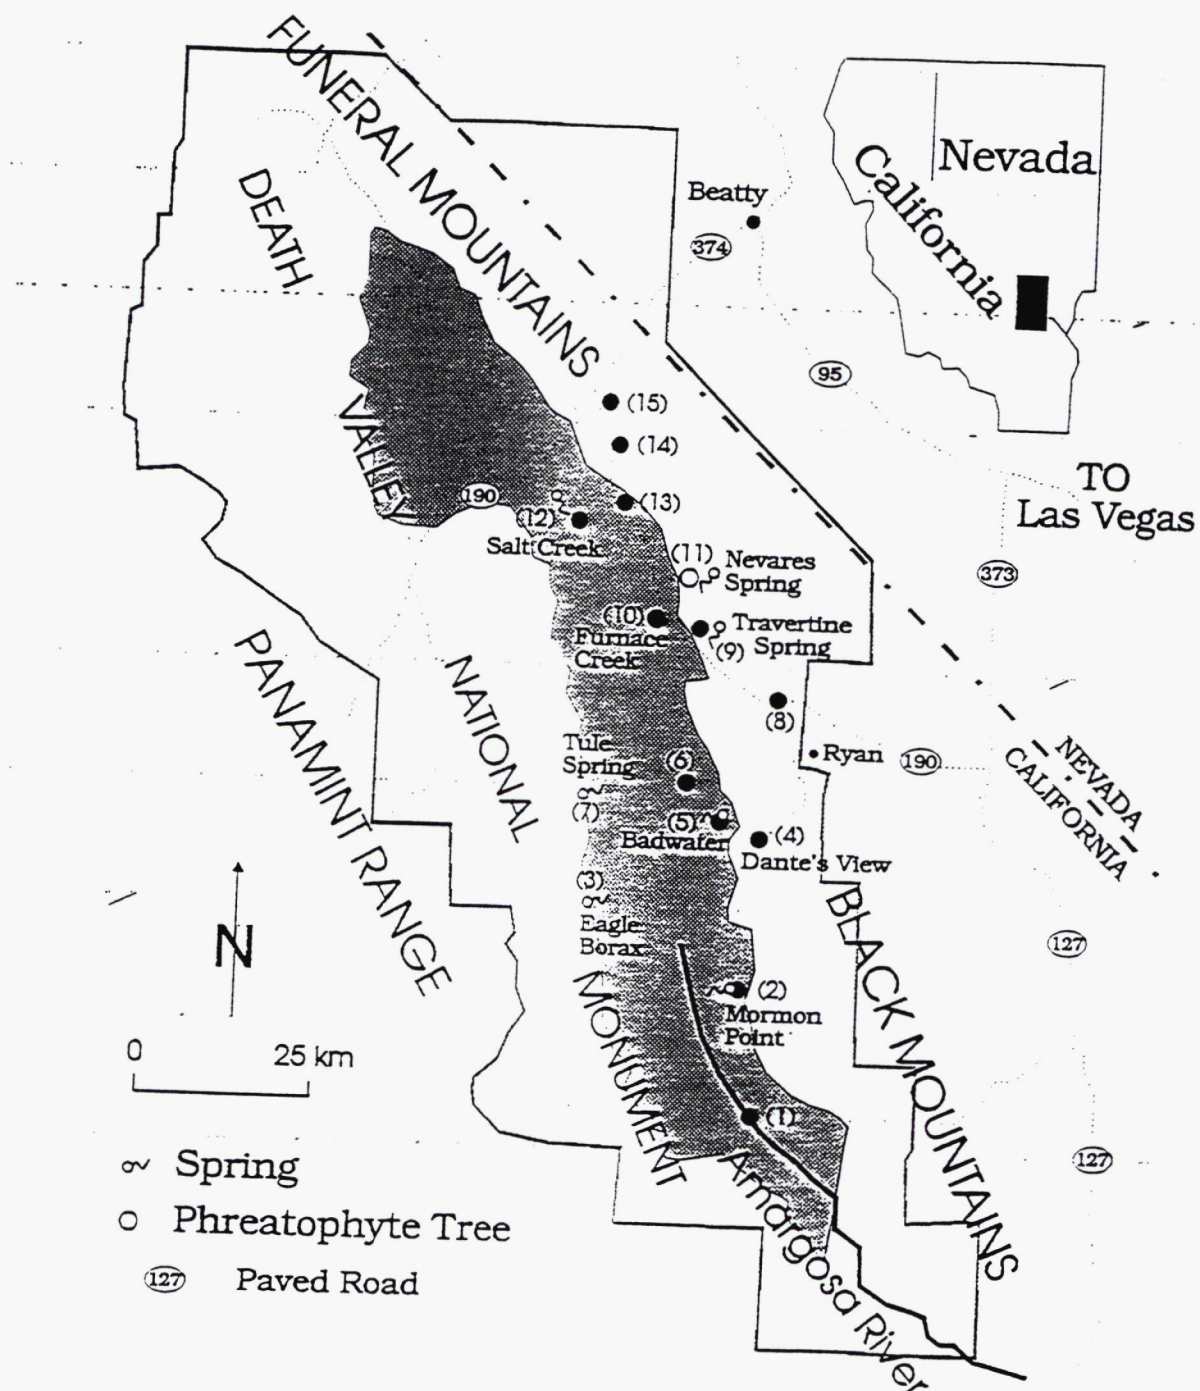 FUNERAL MOUNTAINS
DEATH
VALLEY
NATIONAL
MONUMENT
Nevada
California
Beatty
374
95
TO
Las Vegas
373
(15)
(14)
(13)
190
(12)
Salt Creek
(11)
Nevares
Spring
(10)
Furnace
Creek
Travertine
Spring
(9)
(8)
Ryan
190
NEVADA
CALIFORNIA
PANAMINT RANGE
Tule
Spring
(7)
(6)
(5)
Badwater
(4)
Dante's View
(3)
Eagle
Borax
BLACK MOUNTAINS
127
(2)
Mormon
Point
N
0 25 km
(1)
127
Amargosa River
Spring
Phreatophyte Tree
127 Paved Road